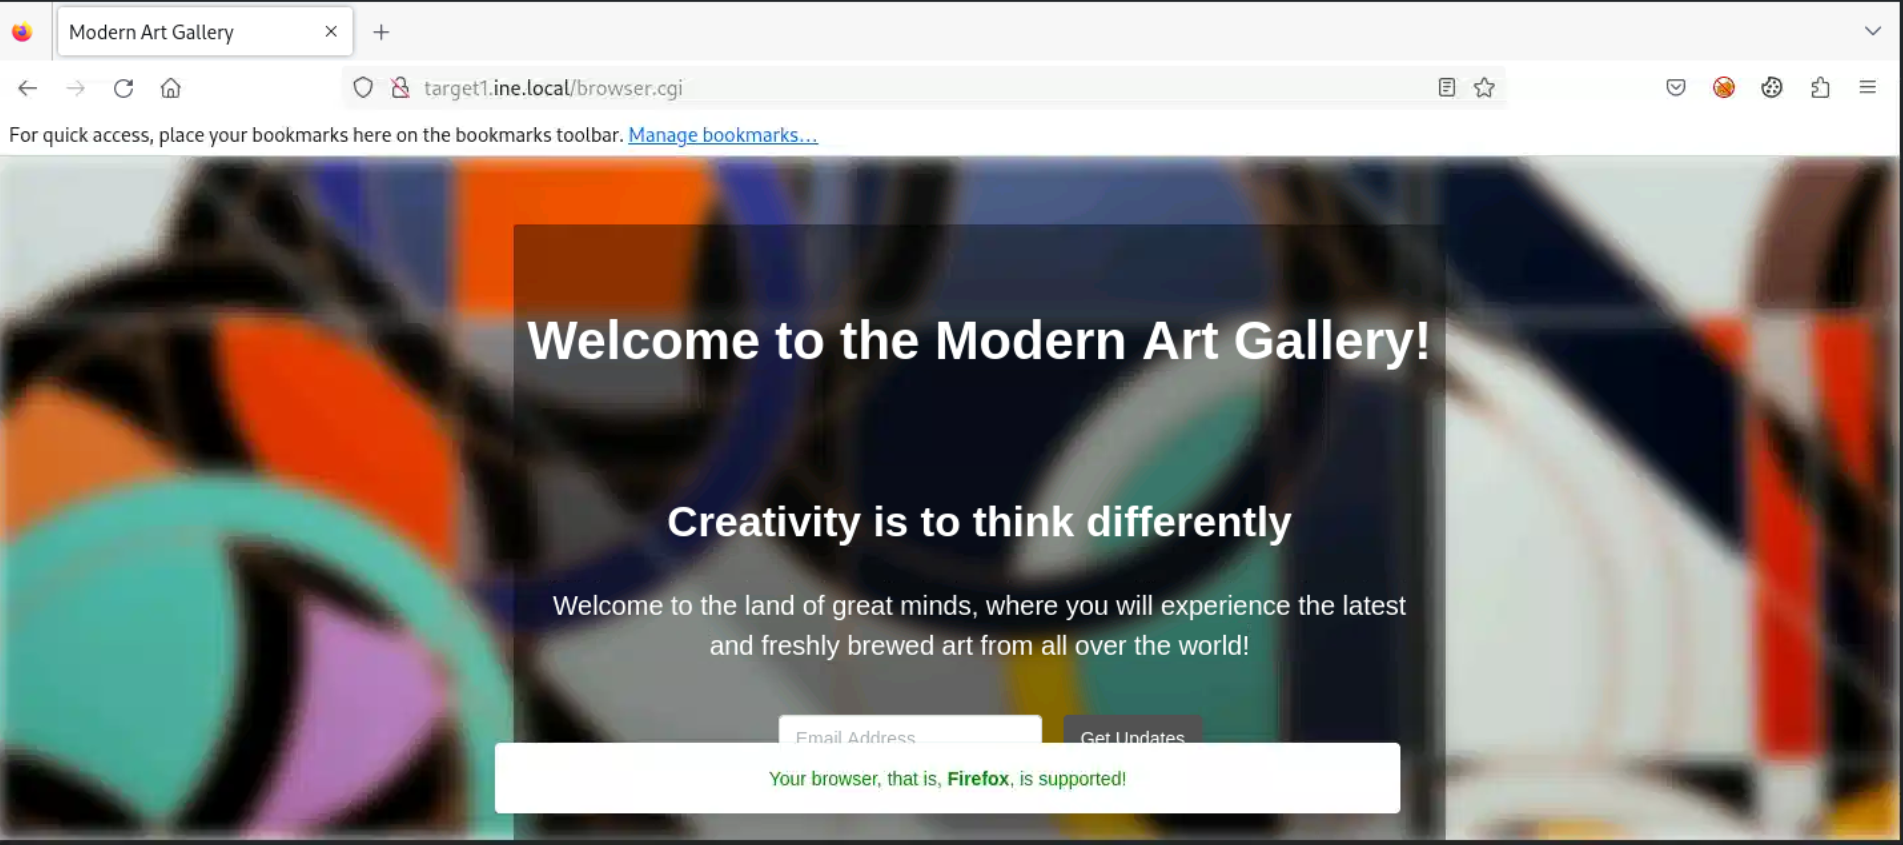 Modern Art Gallery
target1.ine.local/browser.cgi
For quick access, place your bookmarks here on the bookmarks toolbar. Manage bookmarks...
Welcome to the Modern Art Gallery!
Creativity is to think differently
Welcome to the land of great minds, where you will experience the latest
and freshly brewed art from all over the world!
Email Address
Get Updates
Your browser, that is, Firefox, is supported!